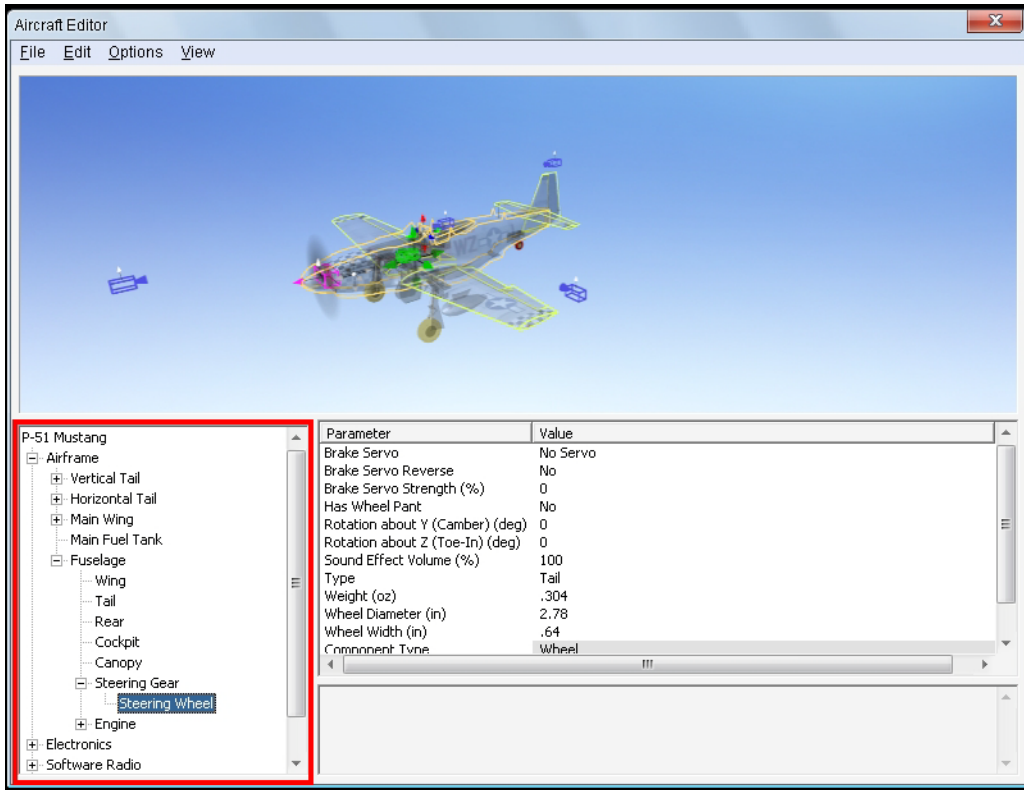 Aircraft Editor
File Edit Options View
WZ
P-51 Mustang
Airframe
Vertical Tail
Horizontal Tail
Main Wing
Main Fuel Tank
Fuselage
Wing
Tail
Rear
Cockpit
Canopy
Steering Gear
Steering Wheel
Engine
Electronics
Software Radio
Parameter Value
Brake Servo No Servo
Brake Servo Reverse No
Brake Servo Strength (%) 0
Has Wheel Pant No
Rotation about Y (Camber) (deg) 0
Rotation about Z (Toe-In) (deg) 0
Sound Effect Volume (%) 100
Type Tail
Weight (oz) .304
Wheel Diameter (in) 2.78
Wheel Width (in) .64
Component Type Wheel